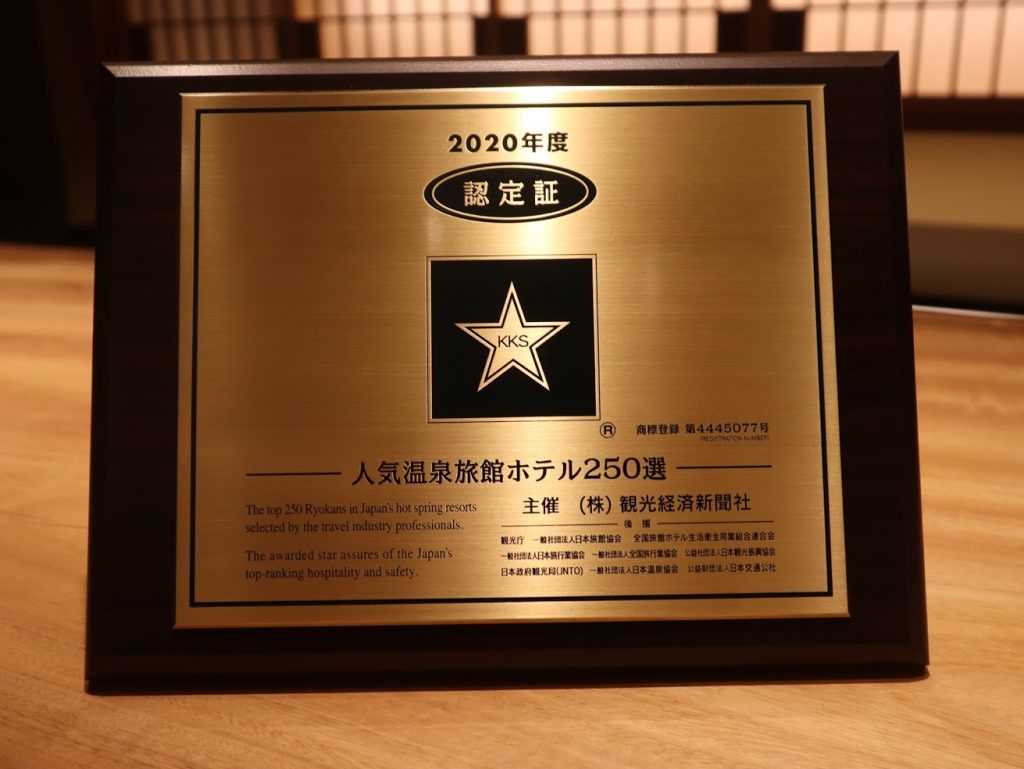 2020年度
認定証
KKS
®
商標登録 第4445077号
(REGISTRATION NUMBER)
人気温泉旅館ホテル250選
The top 250 Ryokans in Japan's hot spring resorts
selected by the travel industry professionals.
The awarded star assures of the Japan's
top-ranking hospitality and safety.
主催 (株)観光経済新聞社
後援
観光庁 一般社団法人日本旅館協会 全国旅館ホテル生活衛生同業組合連合会
一般社団法人日本旅行業協会 一般社団法人全国旅行業協会 公益社団法人日本観光振興協会
日本政府観光局(JNTO) 一般社団法人日本温泉協会 公益財団法人日本交通公社